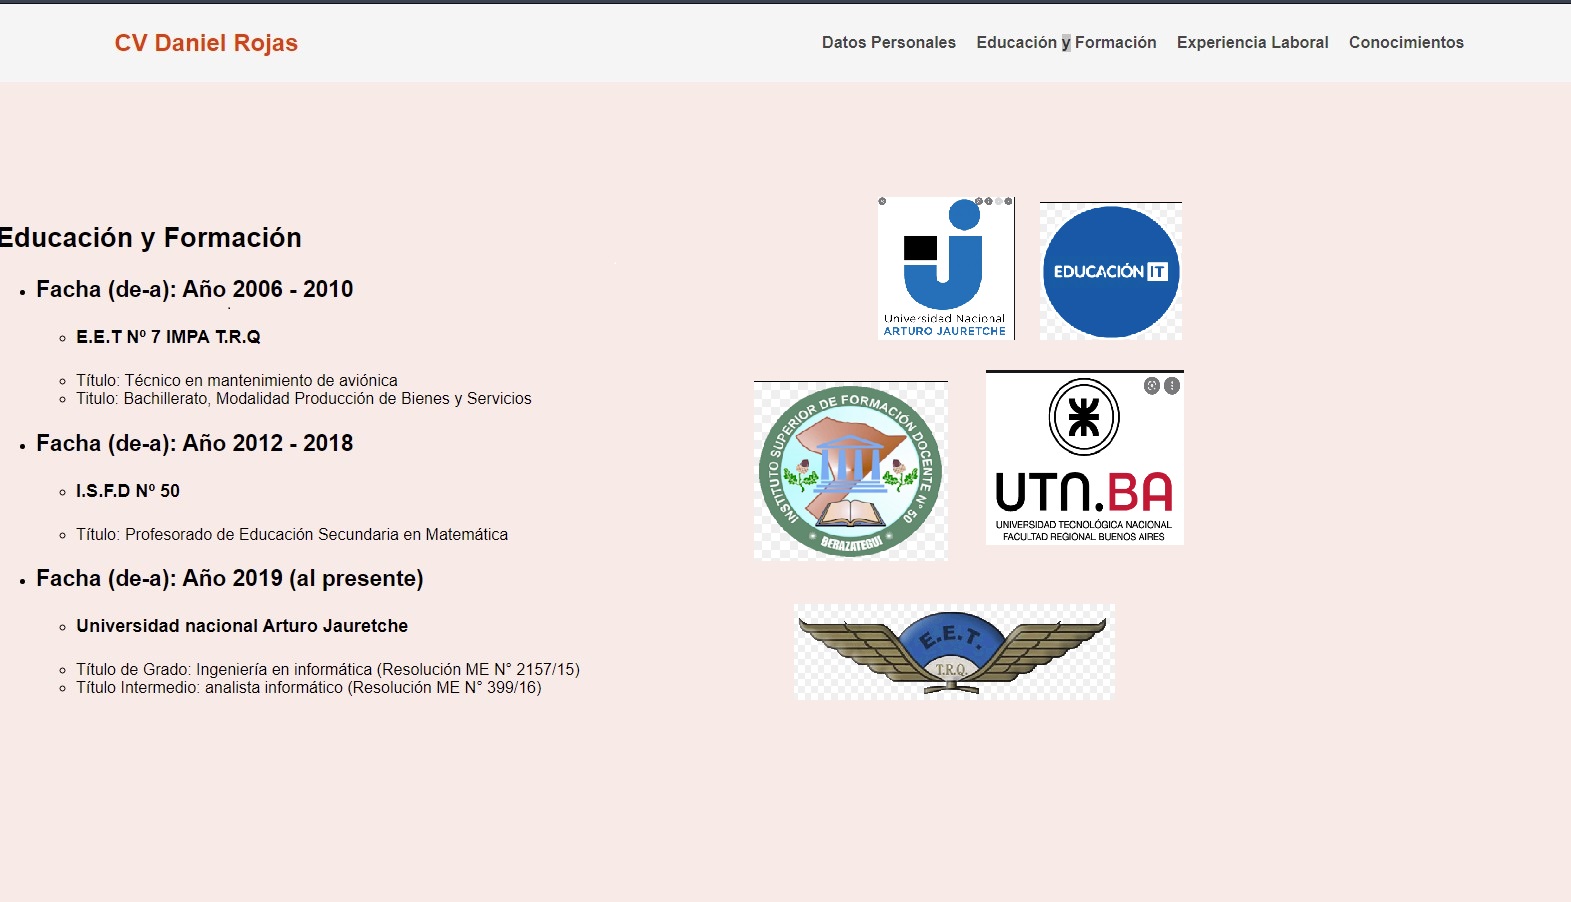 CV Daniel Rojas
Datos Personales Educación y Formación Experiencia Laboral Conocimientos
Educación y Formación
Facha (de-a): Año 2006 - 2010
E.E.T Nº 7 IMPA T.R.Q
Título: Técnico en mantenimiento de aviónica
Titulo: Bachillerato, Modalidad Producción de Bienes y Servicios
Facha (de-a): Año 2012 - 2018
I.S.F.D Nº 50
Título: Profesorado de Educación Secundaria en Matemática
Facha (de-a): Año 2019 (al presente)
Universidad nacional Arturo Jauretche
Título de Grado: Ingeniería en informática (Resolución ME N° 2157/15)
Título Intermedio: analista informático (Resolución ME N° 399/16)
Universidad Nacional
ARTURO JAURETCHE
EDUCACIÓN IT
INSTITUTO SUPERIOR DE FORMACIÓN DOCENTE Nº 50
BERAZATEGUI
UTN.BA
UNIVERSIDAD TECNOLÓGICA NACIONAL
FACULTAD REGIONAL BUENOS AIRES
E.E.T.
T.R.Q.